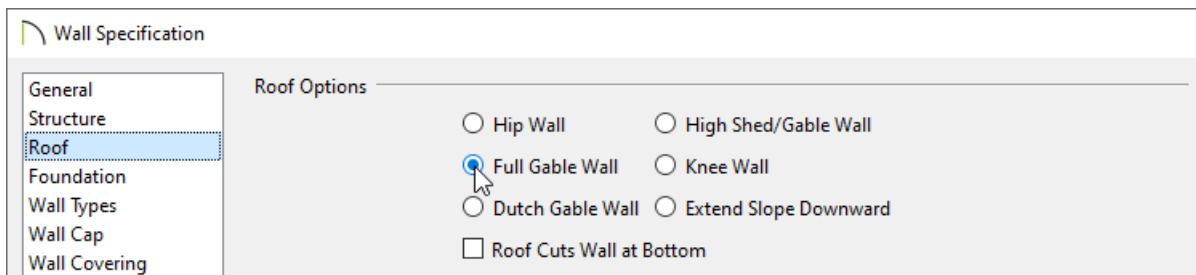 Wall Specification
General
Structure
Roof
Foundation
Wall Types
Wall Cap
Wall Covering
Roof Options
Hip Wall High Shed/Gable Wall
Full Gable Wall Knee Wall
Dutch Gable Wall Extend Slope Downward
Roof Cuts Wall at Bottom